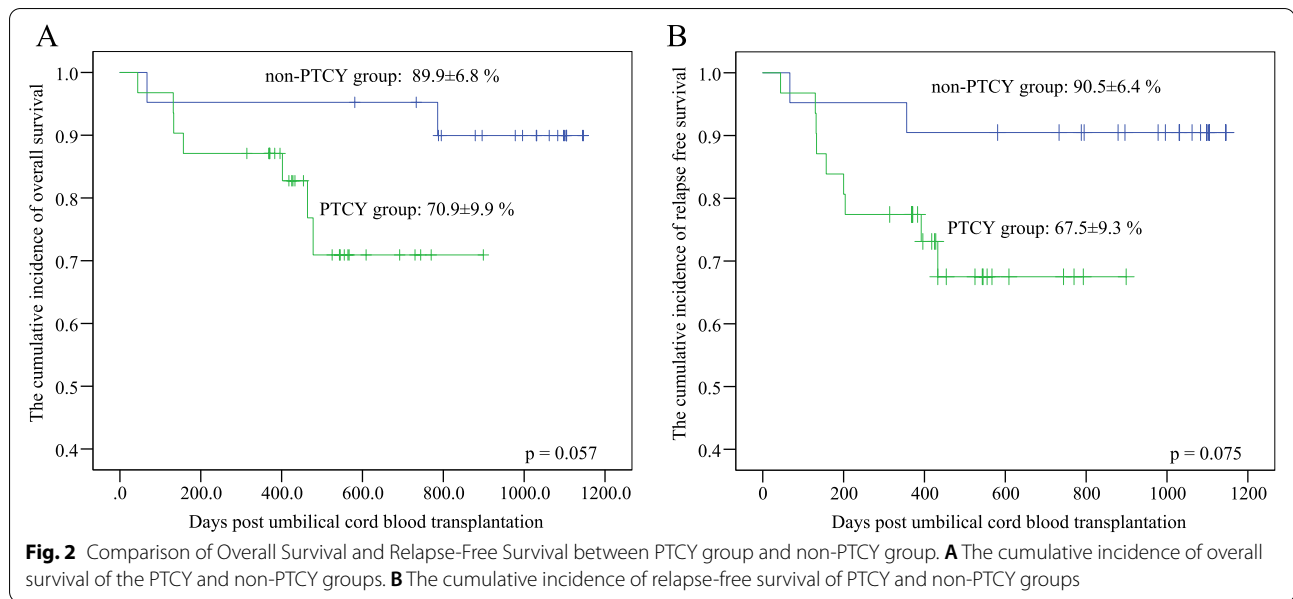 A
The cumulative incidence of overall survival
1.0
0.9
0.8
0.7
0.6
0.5
0.4
non-PTCY group: 89.9±6.8 %
PTCY group: 70.9±9.9 %
p = 0.057
.0 200.0 400.0 600.0 800.0 1000.0 1200.0
Days post umbilical cord blood transplantation
B
The cumulative incidence of relapse free survival
1.0
0.9
0.8
0.7
0.6
0.5
0.4
non-PTCY group: 90.5±6.4 %
PTCY group: 67.5±9.3 %
p = 0.075
0 200 400 600 800 1000 1200
Days post umbilical cord blood transplantation
Fig. 2 Comparison of Overall Survival and Relapse-Free Survival between PTCY group and non-PTCY group. A The cumulative incidence of overall
survival of the PTCY and non-PTCY groups. B The cumulative incidence of relapse-free survival of PTCY and non-PTCY groups